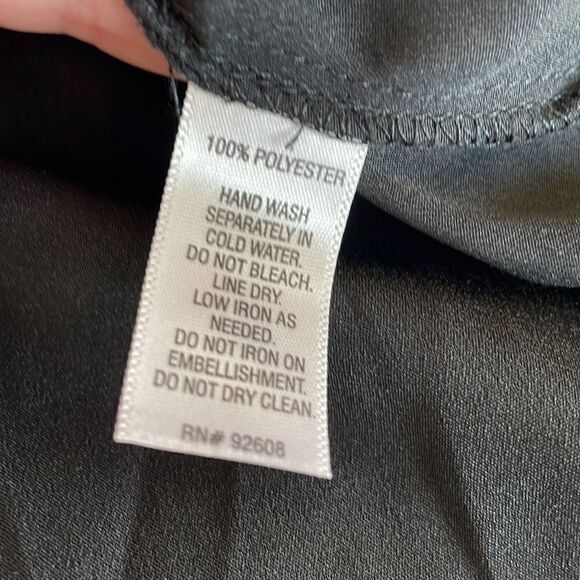 100% POLYESTER
HAND WASH
SEPARATELY IN
COLD WATER.
DO NOT BLEACH.
LINE DRY.
LOW IRON AS
NEEDED.
DO NOT IRON ON
EMBELLISHMENT.
DO NOT DRY CLEAN.
RN# 92608